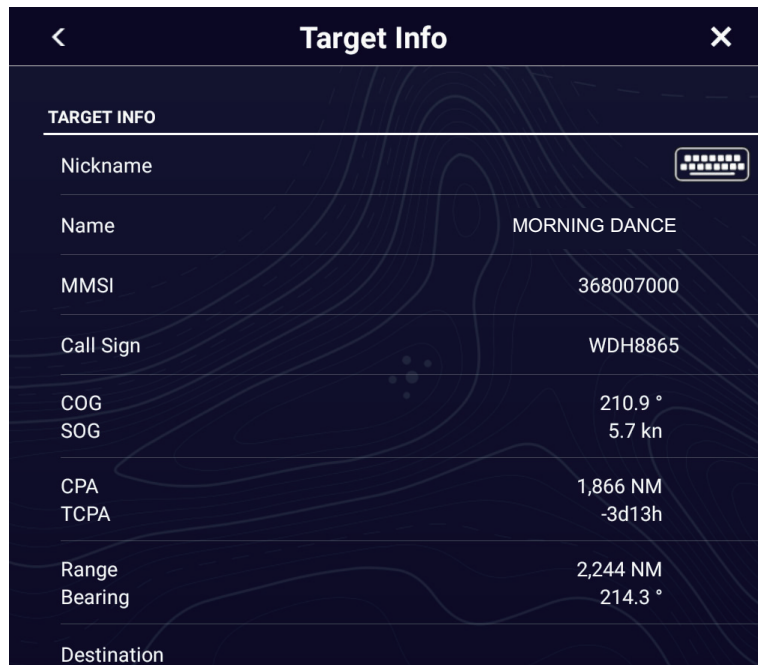 Target Info
TARGET INFO
Nickname
Name MORNING DANCE
MMSI 368007000
Call Sign WDH8865
COG 210.9 °
SOG 5.7 kn
CPA 1,866 NM
TCPA -3d13h
Range 2,244 NM
Bearing 214.3 °
Destination